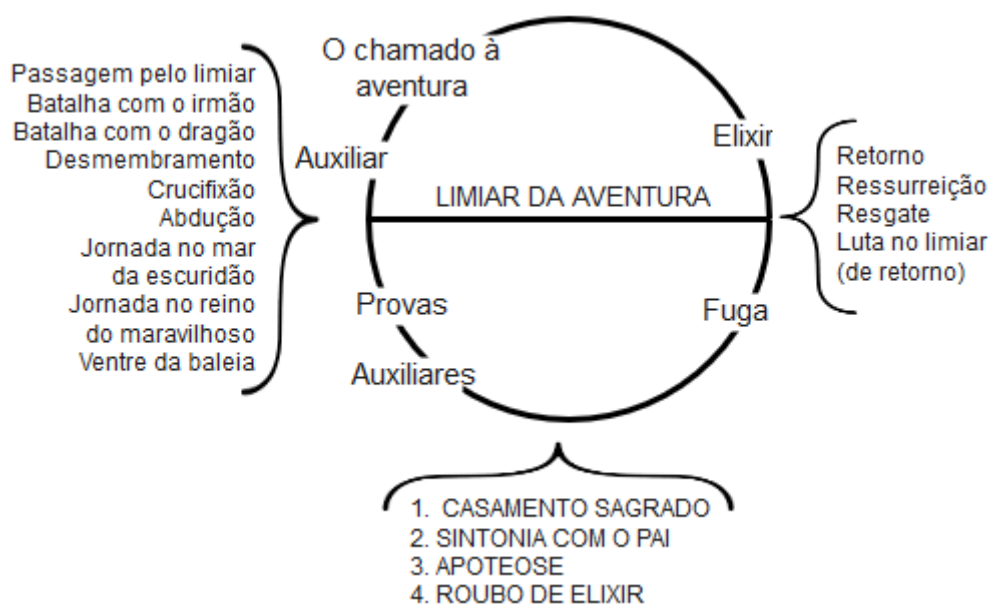 O chamado à
aventura
Passagem pelo limiar
Batalha com o irmão
Batalha com o dragão
Desmembramento
Crucifixão
Abdução
Jornada no mar
da escuridão
Jornada no reino
do maravilhoso
Ventre da baleia
Auxiliar
Elixir
LIMIAR DA AVENTURA
Retorno
Ressurreição
Resgate
Luta no limiar
(de retorno)
Provas
Fuga
Auxiliares
1. CASAMENTO SAGRADO
2. SINTONIA COM O PAI
3. APOTEOSE
4. ROUBO DE ELIXIR